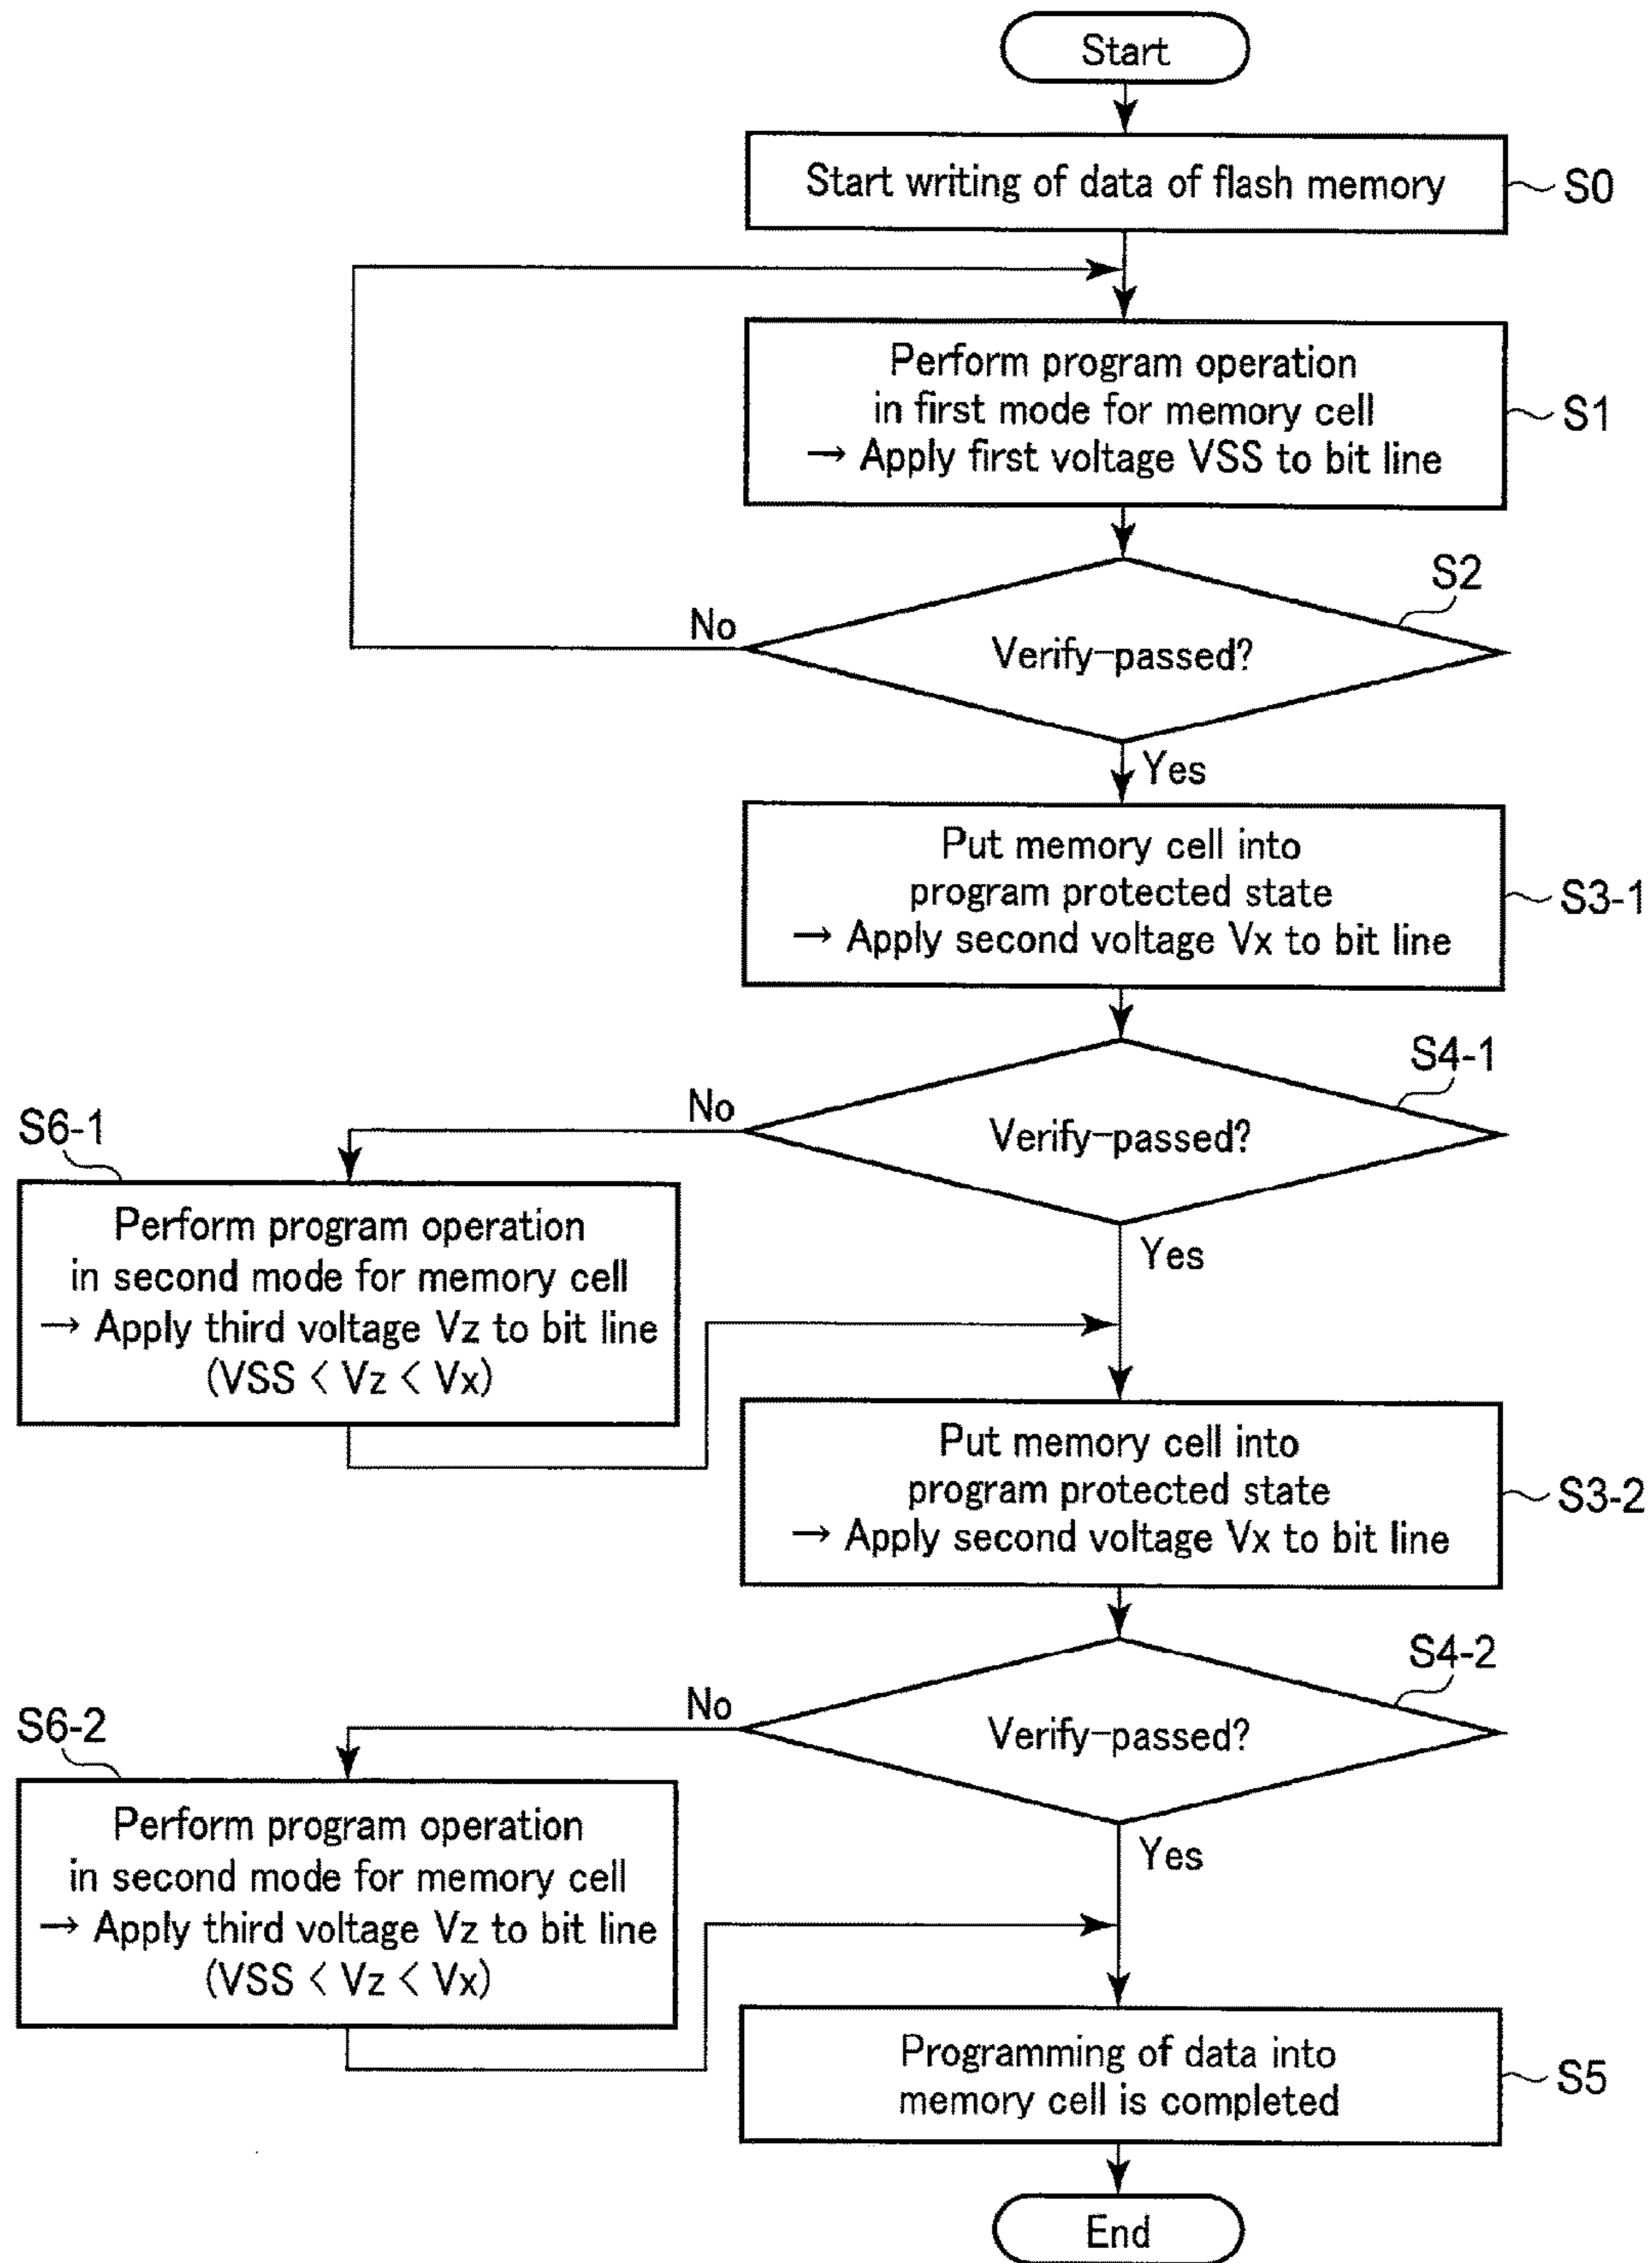 Start
Start writing of data of flash memory
S0
Perform program operation
in first mode for memory cell
→ Apply first voltage VSS to bit line
S1
S2
Verify-passed?
No
Yes
Put memory cell into
program protected state
→ Apply second voltage Vx to bit line
S3-1
S4-1
Verify-passed?
No
Yes
S6-1
Perform program operation
in second mode for memory cell
→ Apply third voltage Vz to bit line
(VSS < Vz < Vx)
Put memory cell into
program protected state
→ Apply second voltage Vx to bit line
S3-2
S4-2
Verify-passed?
No
Yes
S6-2
Perform program operation
in second mode for memory cell
→ Apply third voltage Vz to bit line
(VSS < Vz < Vx)
Programming of data into
memory cell is completed
S5
End